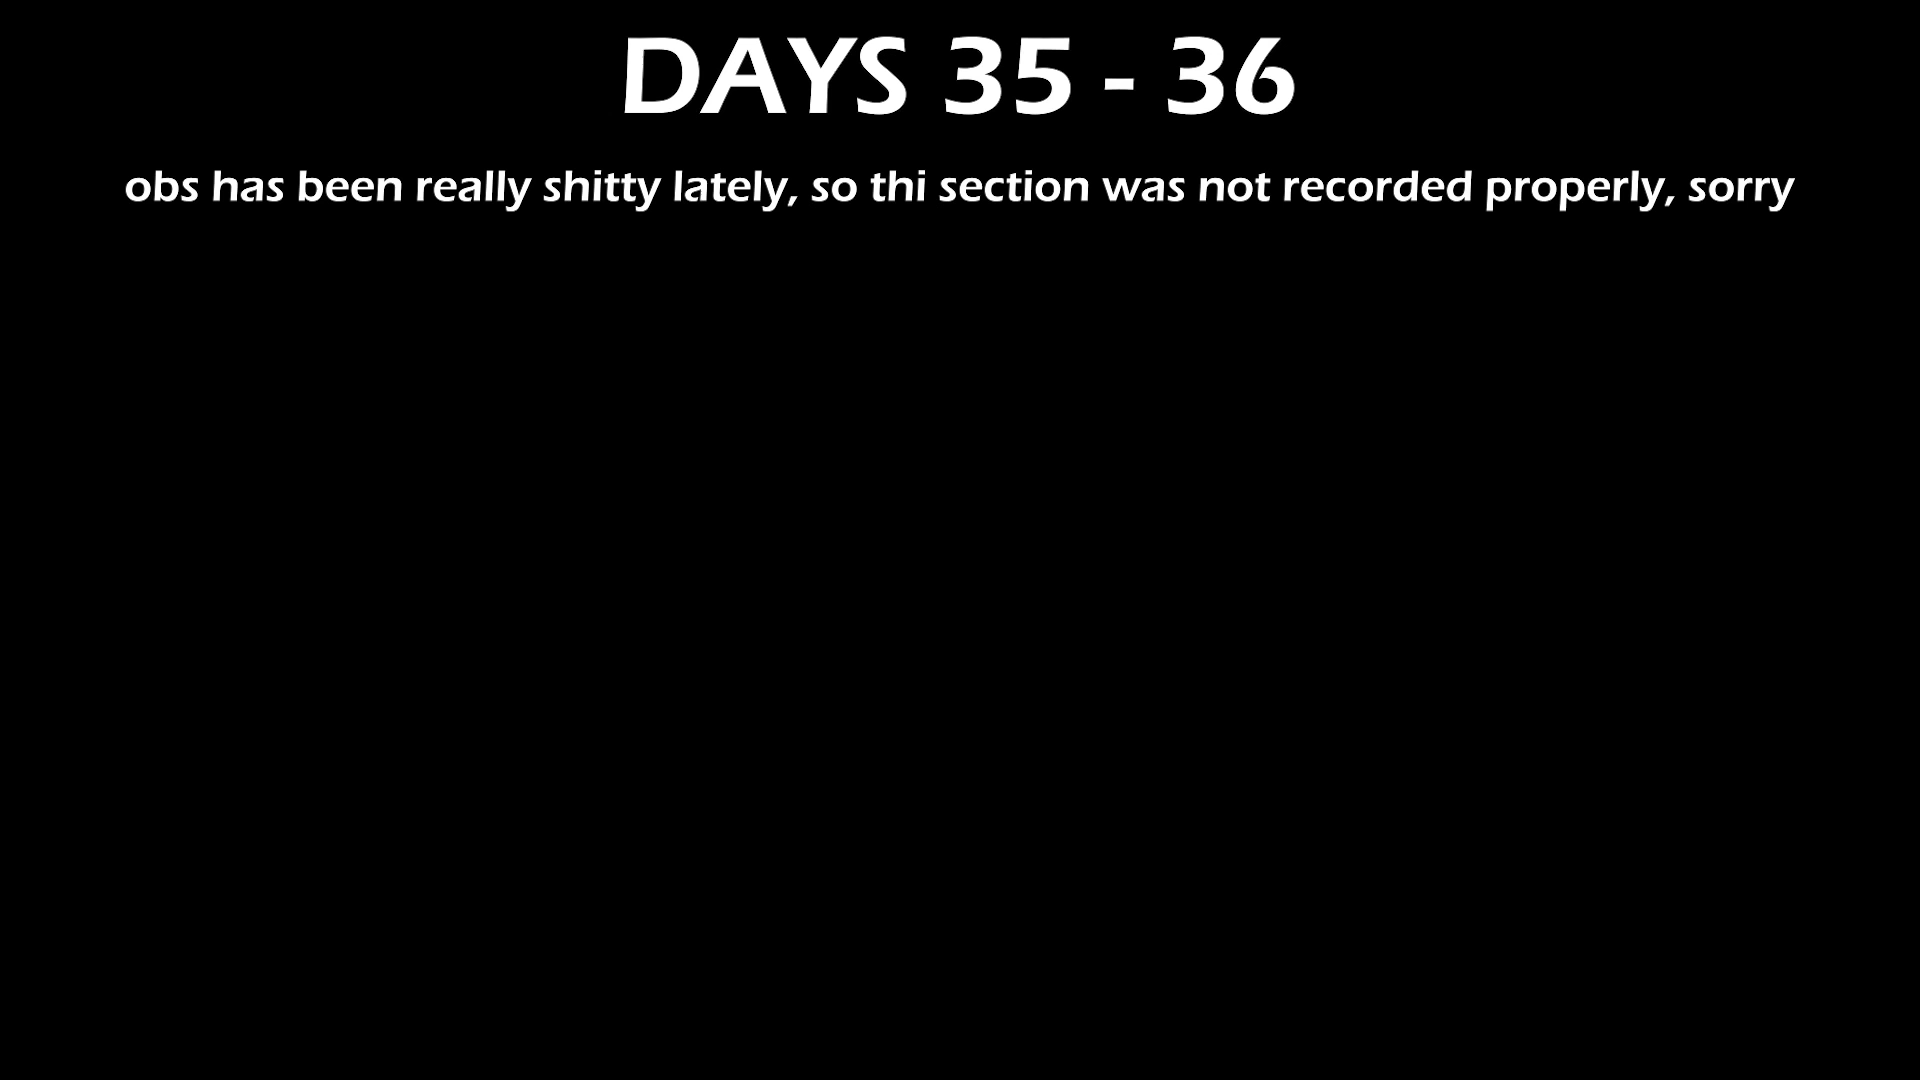 DAYS 35 - 36
obs has been really shitty lately, so thi section was not recorded properly, sorry